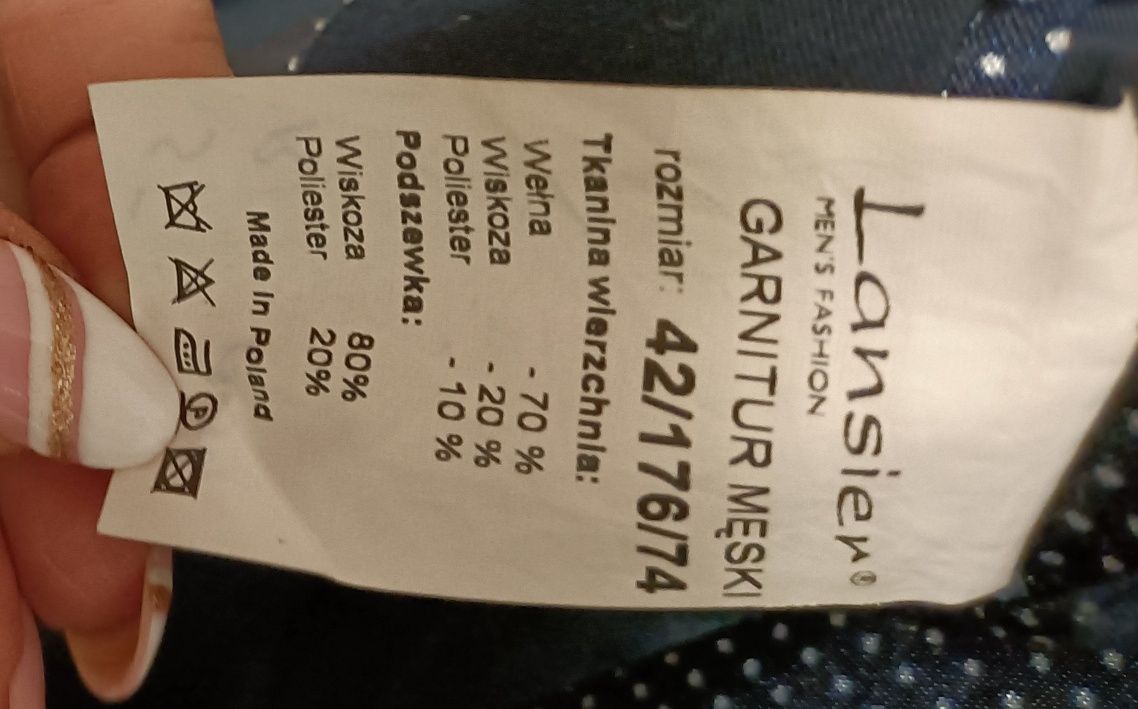 Lansier®
MEN'S FASHION
GARNITUR MĘSKI
rozmiar: 42/176/74
Tkanina wierzchnia:
Wełna - 70 %
Wiskoza - 20 %
Poliester - 10 %
Podszewka:
Wiskoza 80%
Poliester 20%
Made in Poland
P